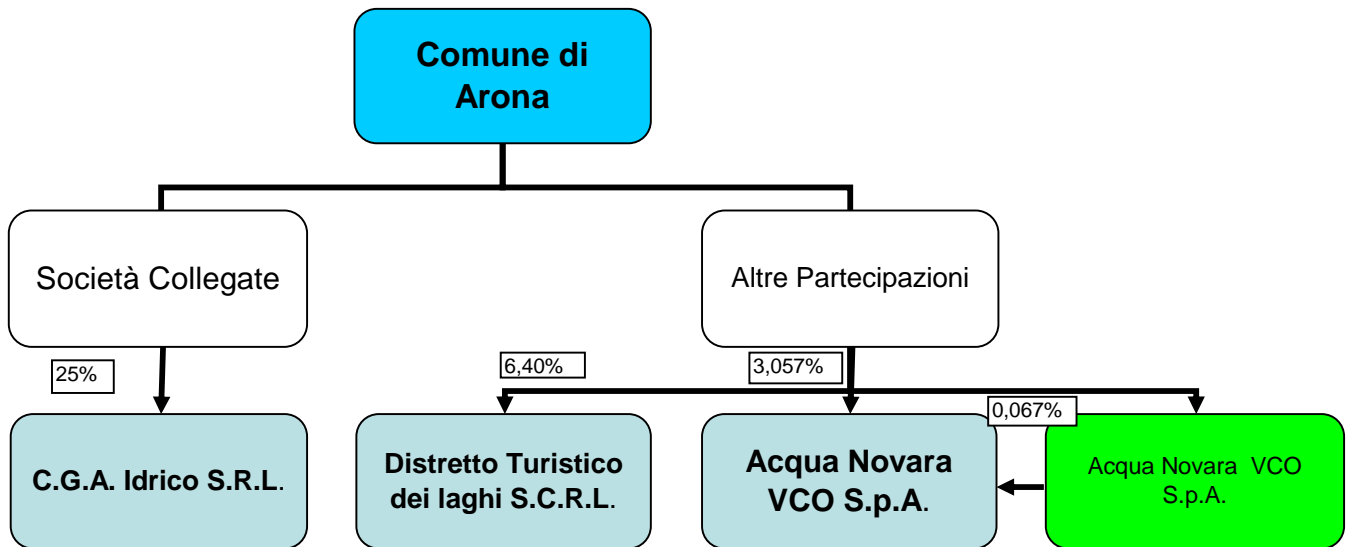 Comune di
Arona
Società Collegate
Altre Partecipazioni
25%
6,40%
3,057%
0,067%
C.G.A. Idrico S.R.L.
Distretto Turistico
dei laghi S.C.R.L.
Acqua Novara
VCO S.p.A.
Acqua Novara VCO
S.p.A.